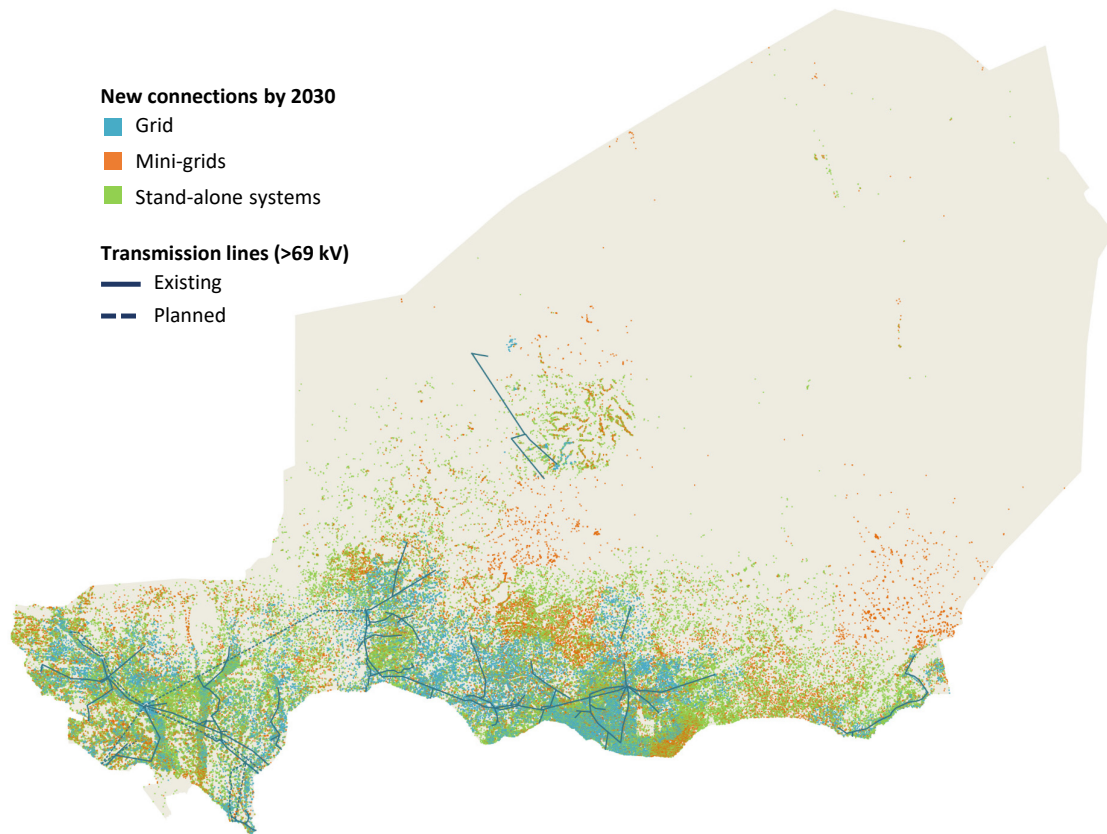 New connections by 2030
Grid
Mini-grids
Stand-alone systems
Transmission lines (>69 kV)
Existing
Planned